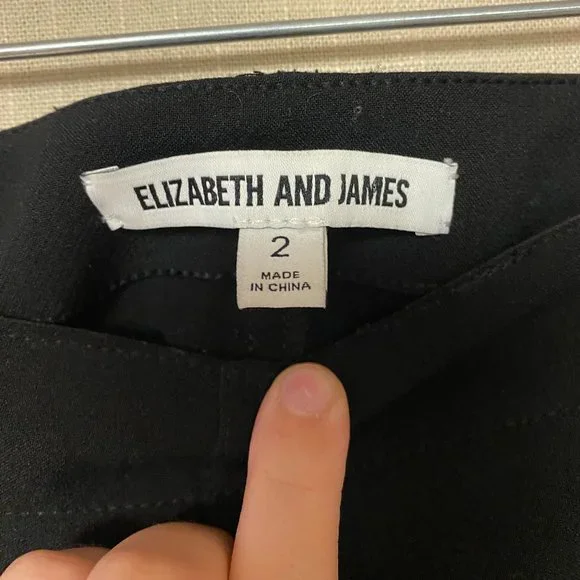 ELIZABETH AND JAMES
2
MADE
IN CHINA